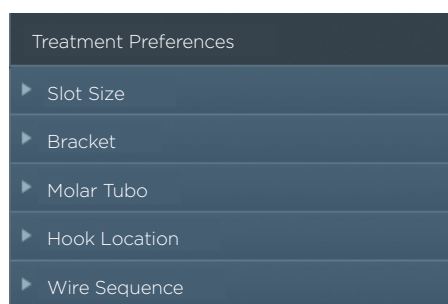 Treatment Preferences
Slot Size
Bracket
Molar Tubo
Hook Location
Wire Sequence